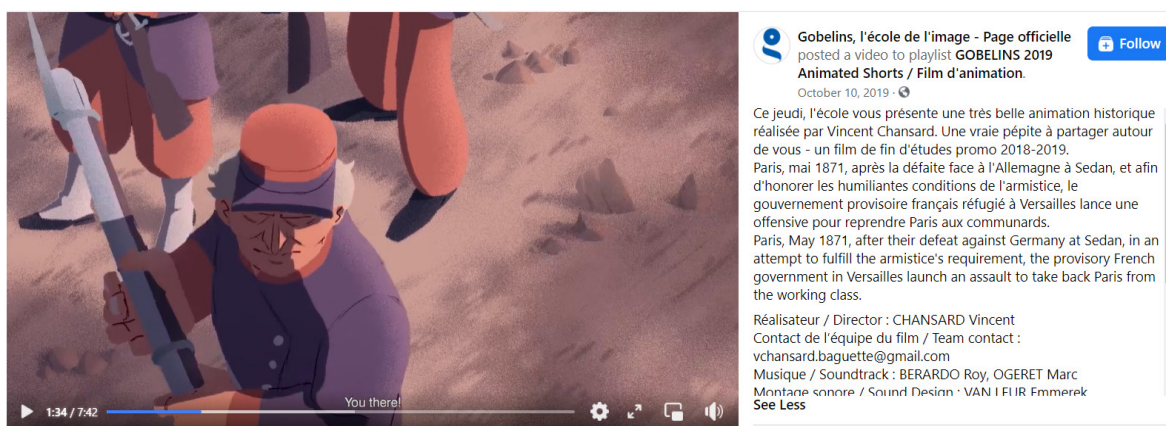 You there!
1:34 / 7:42
Gobelins, l'école de l'image - Page officielle
posted a video to playlist GOBELINS 2019
Animated Shorts / Film d'animation.
October 10, 2019 ·
Follow
Ce jeudi, l'école vous présente une très belle animation historique
réalisée par Vincent Chansard. Une vraie pépite à partager autour
de vous - un film de fin d'études promo 2018-2019.
Paris, mai 1871, après la défaite face à l'Allemagne à Sedan, et afin
d'honorer les humiliantes conditions de l'armistice, le
gouvernement provisoire français réfugié à Versailles lance une
offensive pour reprendre Paris aux communards.
Paris, May 1871, after their defeat against Germany at Sedan, in an
attempt to fulfill the armistice's requirement, the provisory French
government in Versailles launch an assault to take back Paris from
the working class.
Réalisateur / Director : CHANSARD Vincent
Contact de l'équipe du film / Team contact :
vchansard.baguette@gmail.com
Musique / Soundtrack : BERARDO Roy, OGERET Marc
Montage sonore / Sound Design : VAN LEUR Emmerek
See Less